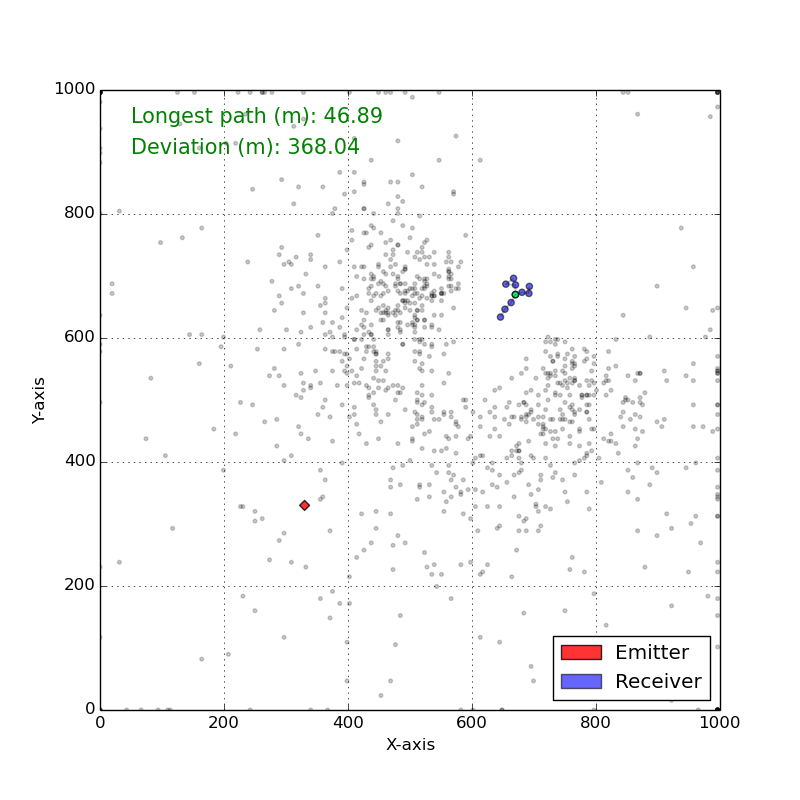 Longest path (m): 46.89
Deviation (m): 368.04
1000
800
600
400
200
0
Y-axis
0 200 400 600 800 1000
X-axis
Emitter
Receiver